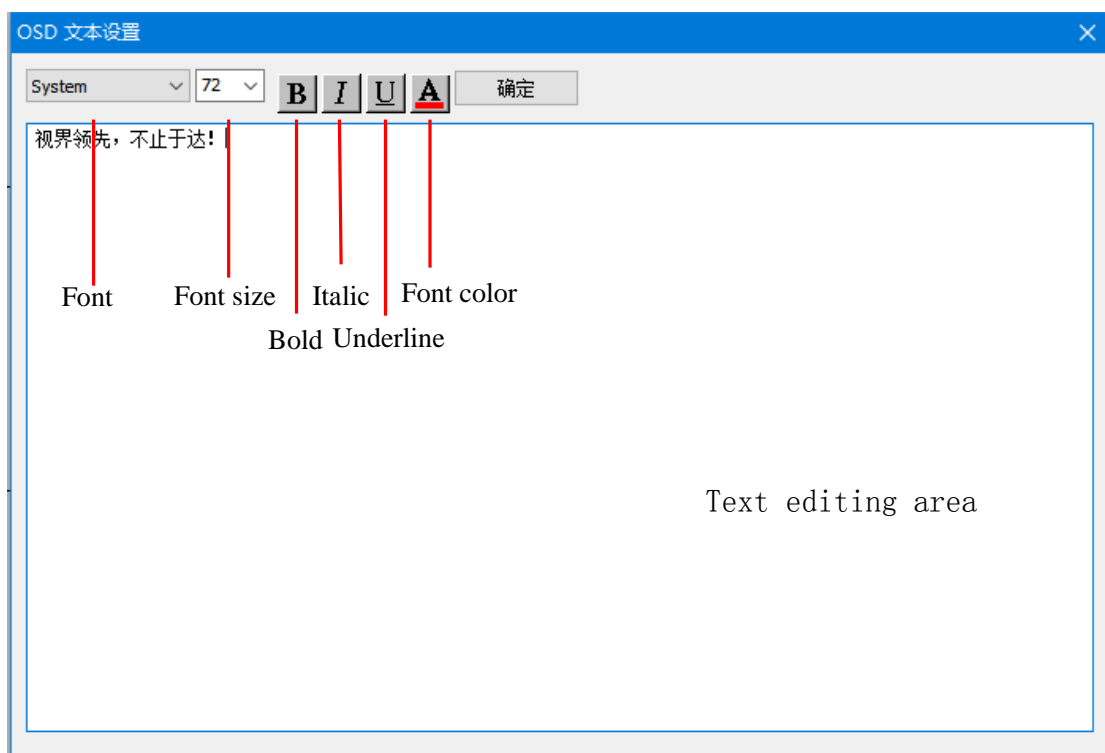 OSD 文本设置
System 72 B I U A 确定
视界领先，不止于达!
Font Font size Italic Font color
Bold Underline
Text editing area